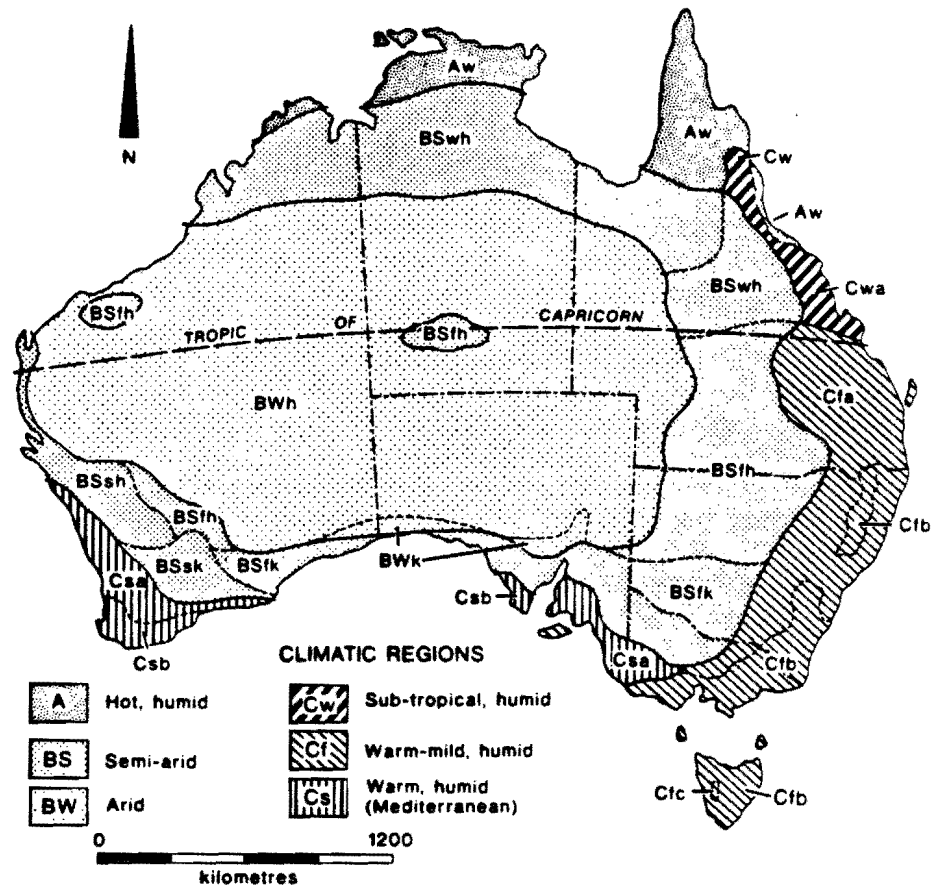 Aw
BSwh
Aw
Cw
Aw
N
BSfh
BSwh
Cwa
TROPIC OF CAPRICORN
BSfh
BWh
Cfa
BSsh
BSfh
BSfh
Cfb
BSsk
BSfk
BWk
BSfk
Csa
Csb
Csb
Csa
Cfb
CLIMATIC REGIONS
A Hot, humid
BS Semi-arid
BW Arid
Cw Sub-tropical, humid
Cf Warm-mild, humid
Cs Warm, humid
(Mediterranean)
Cfc
Cfb
0 1200
kilometres